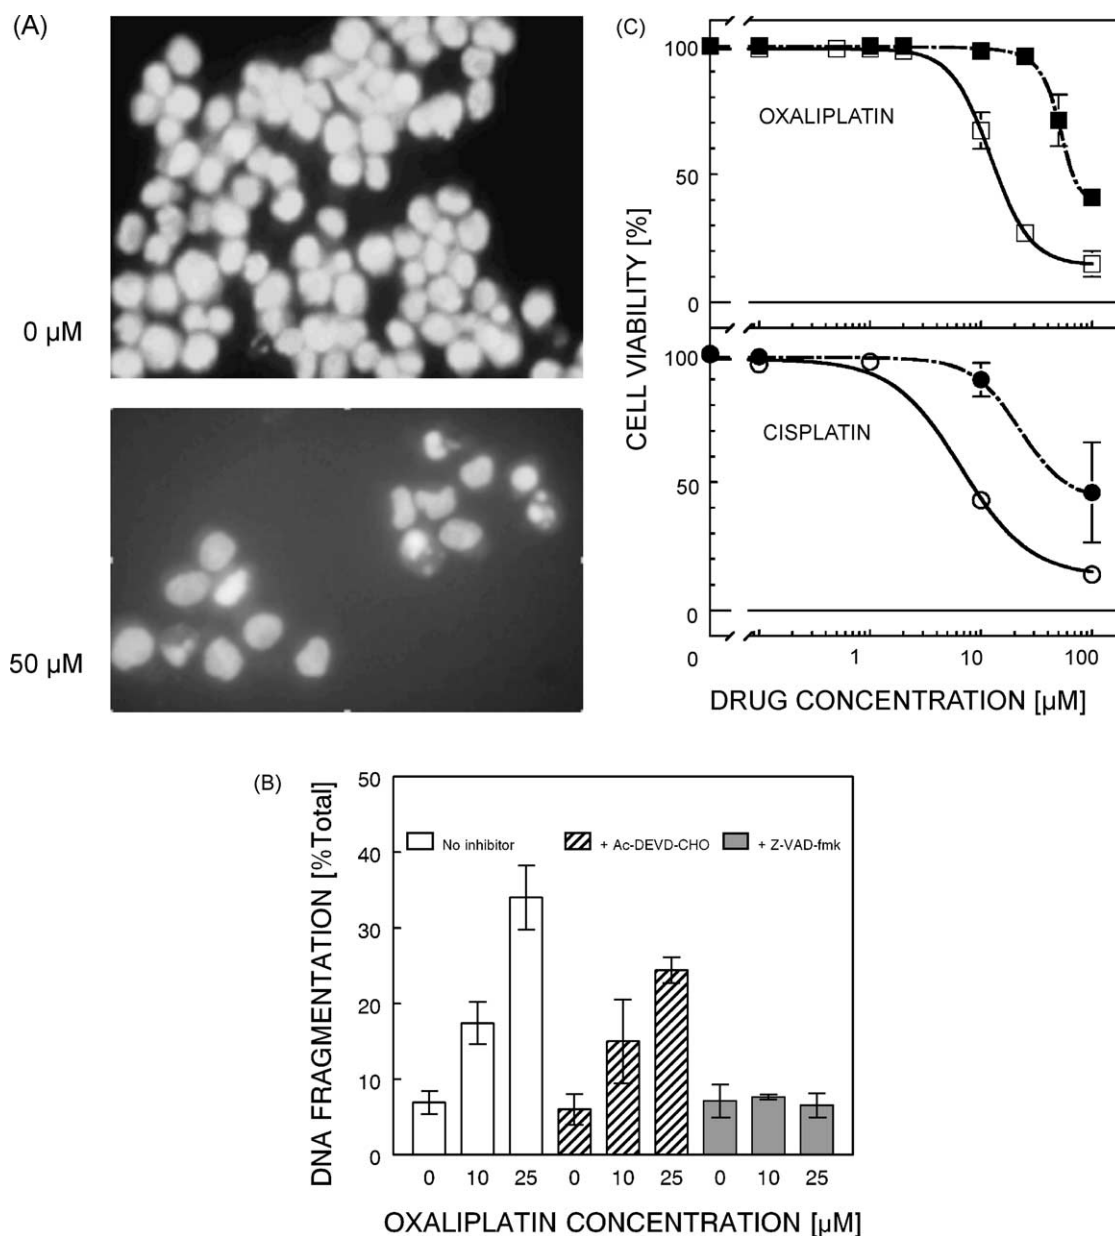 (A)
0 µM
50 µM
(C)
CELL VIABILITY [%]
100
OXALIPLATIN
50
0
100
CISPLATIN
50
0
0 1 10 100
DRUG CONCENTRATION [µM]
(B)
DNA FRAGMENTATION [%Total]
50
No inhibitor + Ac-DEVD-CHO + Z-VAD-fmk
40
30
20
10
0
0 10 25 0 10 25 0 10 25
OXALIPLATIN CONCENTRATION [µM]